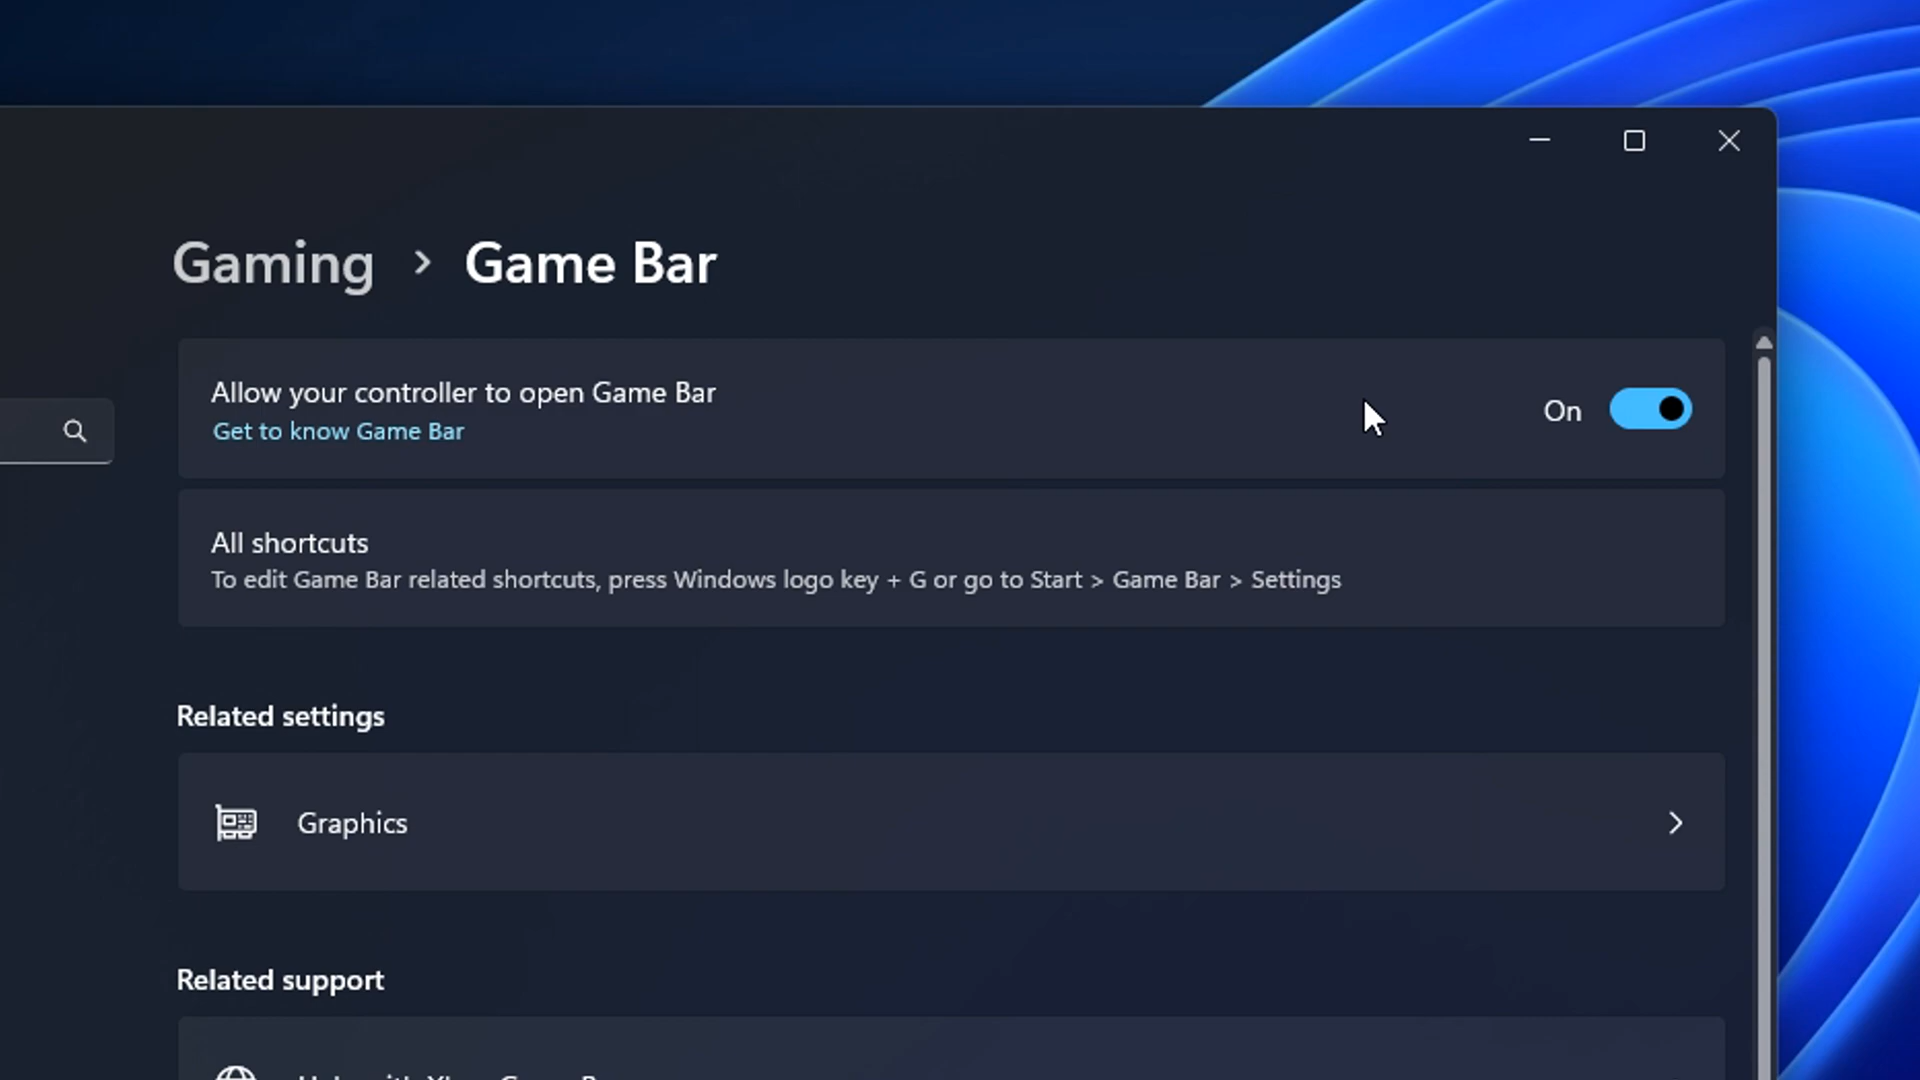 Gaming > Game Bar
Allow your controller to open Game Bar
On
Get to know Game Bar
All shortcuts
To edit Game Bar related shortcuts, press Windows logo key + G or go to Start > Game Bar > Settings
Related settings
Graphics
Related support